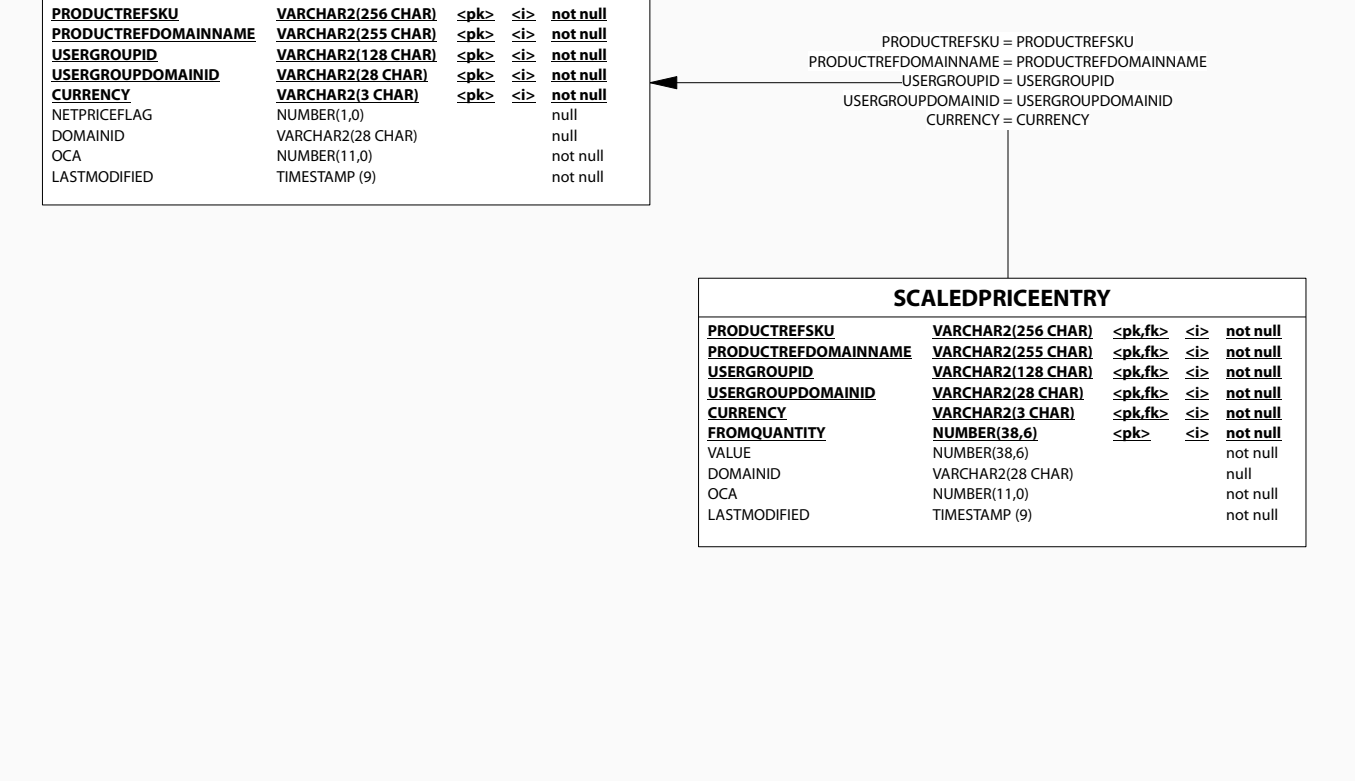 PRODUCTREFSKU VARCHAR2(256 CHAR) <pk> <i> not null
PRODUCTREFDOMAINNAME VARCHAR2(255 CHAR) <pk> <i> not null
USERGROUPID VARCHAR2(128 CHAR) <pk> <i> not null
USERGROUPDOMAINID VARCHAR2(28 CHAR) <pk> <i> not null
CURRENCY VARCHAR2(3 CHAR) <pk> <i> not null
NETPRICEFLAG NUMBER(1,0) null
DOMAINID VARCHAR2(28 CHAR) null
OCA NUMBER(11,0) not null
LASTMODIFIED TIMESTAMP (9) not null
PRODUCTREFSKU = PRODUCTREFSKU
PRODUCTREFDOMAINNAME = PRODUCTREFDOMAINNAME
USERGROUPID = USERGROUPID
USERGROUPDOMAINID = USERGROUPDOMAINID
CURRENCY = CURRENCY
SCALEDPRICEENTRY
PRODUCTREFSKU VARCHAR2(256 CHAR) <pk,fk> <i> not null
PRODUCTREFDOMAINNAME VARCHAR2(255 CHAR) <pk,fk> <i> not null
USERGROUPID VARCHAR2(128 CHAR) <pk,fk> <i> not null
USERGROUPDOMAINID VARCHAR2(28 CHAR) <pk,fk> <i> not null
CURRENCY VARCHAR2(3 CHAR) <pk,fk> <i> not null
FROMQUANTITY NUMBER(38,6) <pk> <i> not null
VALUE NUMBER(38,6) not null
DOMAINID VARCHAR2(28 CHAR) null
OCA NUMBER(11,0) not null
LASTMODIFIED TIMESTAMP (9) not null